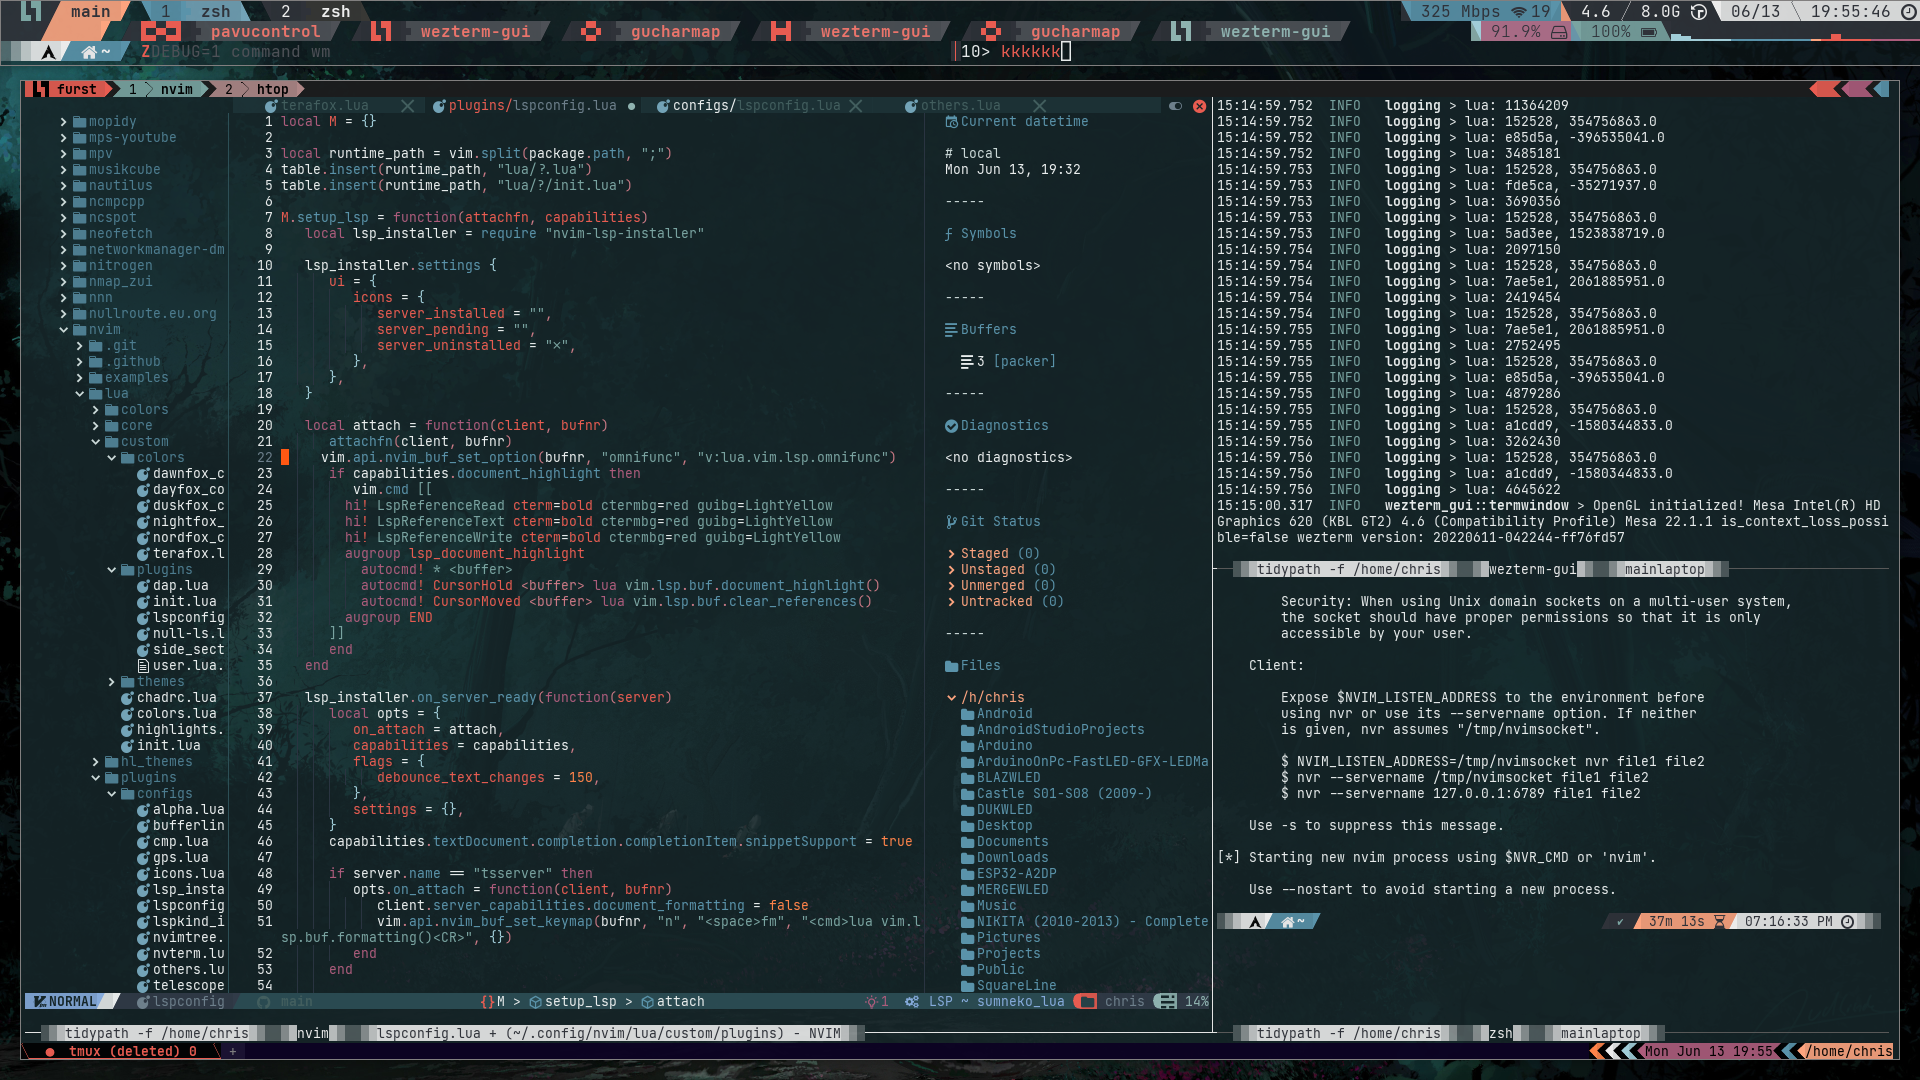 main 1 zsh 2 zsh 325 Mbps 19 4.6 8.0G 06/13 19:55:46
pavucontrol wezterm-gui gucharmap wezterm-gui gucharmap wezterm-gui 91.9% 100%
~ ZDEBUG=1 command wm 10> kkkkkk
furst 1 nvim 2 htop
terafox.lua plugins/lspconfig.lua configs/lspconfig.lua others.lua
mopidy
mps-youtube
mpv
musikcube
nautilus
ncmpcpp
ncspot
neofetch
networkmanager-dm
nitrogen
nmap_zui
nnn
nullroute.eu.org
nvim
.git
.github
examples
lua
colors
core
custom
colors
dawnfox_c
dayfox_co
duskfox_c
nightfox_
nordfox_c
terafox.l
plugins
dap.lua
init.lua
lspconfig
null-ls.l
side_sect
user.lua.
themes
chadrc.lua
colors.lua
highlights.
init.lua
hl_themes
plugins
configs
alpha.lua
bufferlin
cmp.lua
gps.lua
icons.lua
lsp_insta
lspconfig
lspkind_i
nvimtree.
nvterm.lu
others.lu
telescope
lspconfig
1 local M = {}
2
3 local runtime_path = vim.split(package.path, ";")
4 table.insert(runtime_path, "lua/?.lua")
5 table.insert(runtime_path, "lua/?/init.lua")
6
7 M.setup_lsp = function(attachfn, capabilities)
8 local lsp_installer = require "nvim-lsp-installer"
9
10 lsp_installer.settings {
11 ui = {
12 icons = {
13 server_installed = "",
14 server_pending = "",
15 server_uninstalled = "×",
16 },
17 },
18 }
19
20 local attach = function(client, bufnr)
21 attachfn(client, bufnr)
22 vim.api.nvim_buf_set_option(bufnr, "omnifunc", "v:lua.vim.lsp.omnifunc")
23 if capabilities.document_highlight then
24 vim.cmd [[
25 hi! LspReferenceRead cterm=bold ctermbg=red guibg=LightYellow
26 hi! LspReferenceText cterm=bold ctermbg=red guibg=LightYellow
27 hi! LspReferenceWrite cterm=bold ctermbg=red guibg=LightYellow
28 augroup lsp_document_highlight
29 autocmd! * <buffer>
30 autocmd! CursorHold <buffer> lua vim.lsp.buf.document_highlight()
31 autocmd! CursorMoved <buffer> lua vim.lsp.buf.clear_references()
32 augroup END
33 ]]
34 end
35 end
36
37 lsp_installer.on_server_ready(function(server)
38 local opts = {
39 on_attach = attach,
40 capabilities = capabilities,
41 flags = {
42 debounce_text_changes = 150,
43 },
44 settings = {},
45 }
46 capabilities.textDocument.completion.completionItem.snippetSupport = true
47
48 if server.name == "tsserver" then
49 opts.on_attach = function(client, bufnr)
50 client.server_capabilities.document_formatting = false
51 vim.api.nvim_buf_set_keymap(bufnr, "n", "<space>fm", "<cmd>lua vim.l
sp.buf.formatting()<CR>", {})
52 end
53 end
54
Current datetime
# local
Mon Jun 13, 19:32
-----
Symbols
<no symbols>
-----
Buffers
3 [packer]
-----
Diagnostics
<no diagnostics>
-----
Git Status
Staged (0)
Unstaged (0)
Unmerged (0)
Untracked (0)
-----
Files
/h/chris
Android
AndroidStudioProjects
Arduino
ArduinoOnPc-FastLED-GFX-LEDMa
BLAZWLED
Castle S01-S08 (2009-)
DUKWLED
Desktop
Documents
Downloads
ESP32-A2DP
MERGEWLED
Music
NIKITA (2010-2013) - Complete
Pictures
Projects
Public
SquareLine
NORMAL main {}M > setup_lsp > attach 1 LSP ~ sumneko_lua chris 14%
tidypath -f /home/chris nvim lspconfig.lua + (~/.config/nvim/lua/custom/plugins) - NVIM
15:14:59.752 INFO logging > lua: 11364209
15:14:59.752 INFO logging > lua: 152528, 354756863.0
15:14:59.752 INFO logging > lua: e85d5a, -396535041.0
15:14:59.752 INFO logging > lua: 3485181
15:14:59.753 INFO logging > lua: 152528, 354756863.0
15:14:59.753 INFO logging > lua: fde5ca, -35271937.0
15:14:59.753 INFO logging > lua: 3690356
15:14:59.753 INFO logging > lua: 152528, 354756863.0
15:14:59.753 INFO logging > lua: 5ad3ee, 1523838719.0
15:14:59.754 INFO logging > lua: 2097150
15:14:59.754 INFO logging > lua: 152528, 354756863.0
15:14:59.754 INFO logging > lua: 7ae5e1, 2061885951.0
15:14:59.754 INFO logging > lua: 2419454
15:14:59.754 INFO logging > lua: 152528, 354756863.0
15:14:59.755 INFO logging > lua: 7ae5e1, 2061885951.0
15:14:59.755 INFO logging > lua: 2752495
15:14:59.755 INFO logging > lua: 152528, 354756863.0
15:14:59.755 INFO logging > lua: e85d5a, -396535041.0
15:14:59.755 INFO logging > lua: 4879286
15:14:59.755 INFO logging > lua: 152528, 354756863.0
15:14:59.755 INFO logging > lua: a1cdd9, -1580344833.0
15:14:59.756 INFO logging > lua: 3262430
15:14:59.756 INFO logging > lua: 152528, 354756863.0
15:14:59.756 INFO logging > lua: a1cdd9, -1580344833.0
15:14:59.756 INFO logging > lua: 4645622
15:15:00.317 INFO wezterm_gui::termwindow > OpenGL initialized! Mesa Intel(R) HD
Graphics 620 (KBL GT2) 4.6 (Compatibility Profile) Mesa 22.1.1 is_context_loss_possi
ble=false wezterm version: 20220611-042244-ff76fd57
tidypath -f /home/chris wezterm-gui mainlaptop
Security: When using Unix domain sockets on a multi-user system,
the socket should have proper permissions so that it is only
accessible by your user.
Client:
Expose $NVIM_LISTEN_ADDRESS to the environment before
using nvr or use its --servername option. If neither
is given, nvr assumes "/tmp/nvimsocket".
$ NVIM_LISTEN_ADDRESS=/tmp/nvimsocket nvr file1 file2
$ nvr --servername /tmp/nvimsocket file1 file2
$ nvr --servername 127.0.0.1:6789 file1 file2
Use -s to suppress this message.
[*] Starting new nvim process using $NVR_CMD or 'nvim'.
Use --nostart to avoid starting a new process.
~ ✔ 37m 13s 07:16:33 PM
tidypath -f /home/chris zsh mainlaptop
tmux (deleted) 0 + Mon Jun 13 19:55 /home/chris